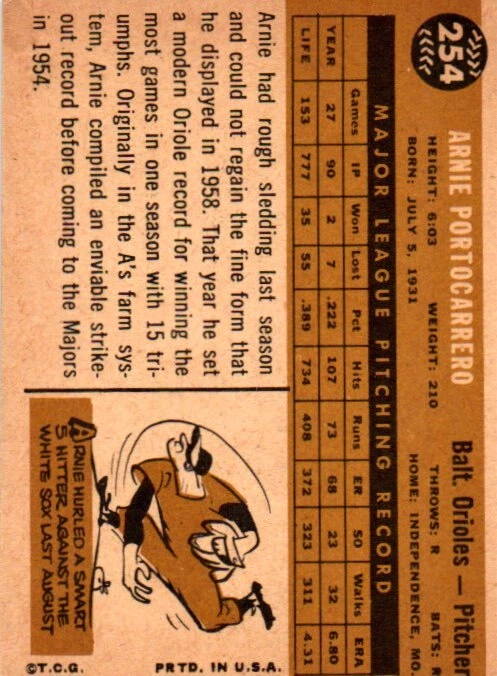 254
ARNIE PORTOCARRERO
Balt. Orioles — Pitcher
HEIGHT: 6:03 WEIGHT: 210 THROWS: R BATS: R
BORN: JULY 5, 1931 HOME: INDEPENDENCE, MO.
MAJOR LEAGUE PITCHING RECORD
Games IP Won Lost Pct Hits Runs ER SO Walks ERA
YEAR 27 90 2 7 .222 107 73 68 23 32 6.80
LIFE 153 777 35 55 .389 734 408 372 323 311 4.31
Arnie had rough sledding last season
and could not regain the fine form that
he displayed in 1958. That year he set
a modern Oriole record for winning the
most games in one season with 15 tri-
umphs. Originally in the A's farm sys-
tem, Arnie compiled an enviable strike-
out record before coming to the Majors
in 1954.
ARNIE HURLED A SMART
5 HITTER AGAINST THE
WHITE SOX LAST AUGUST
©T.C.G. PRTD. IN U.S.A.